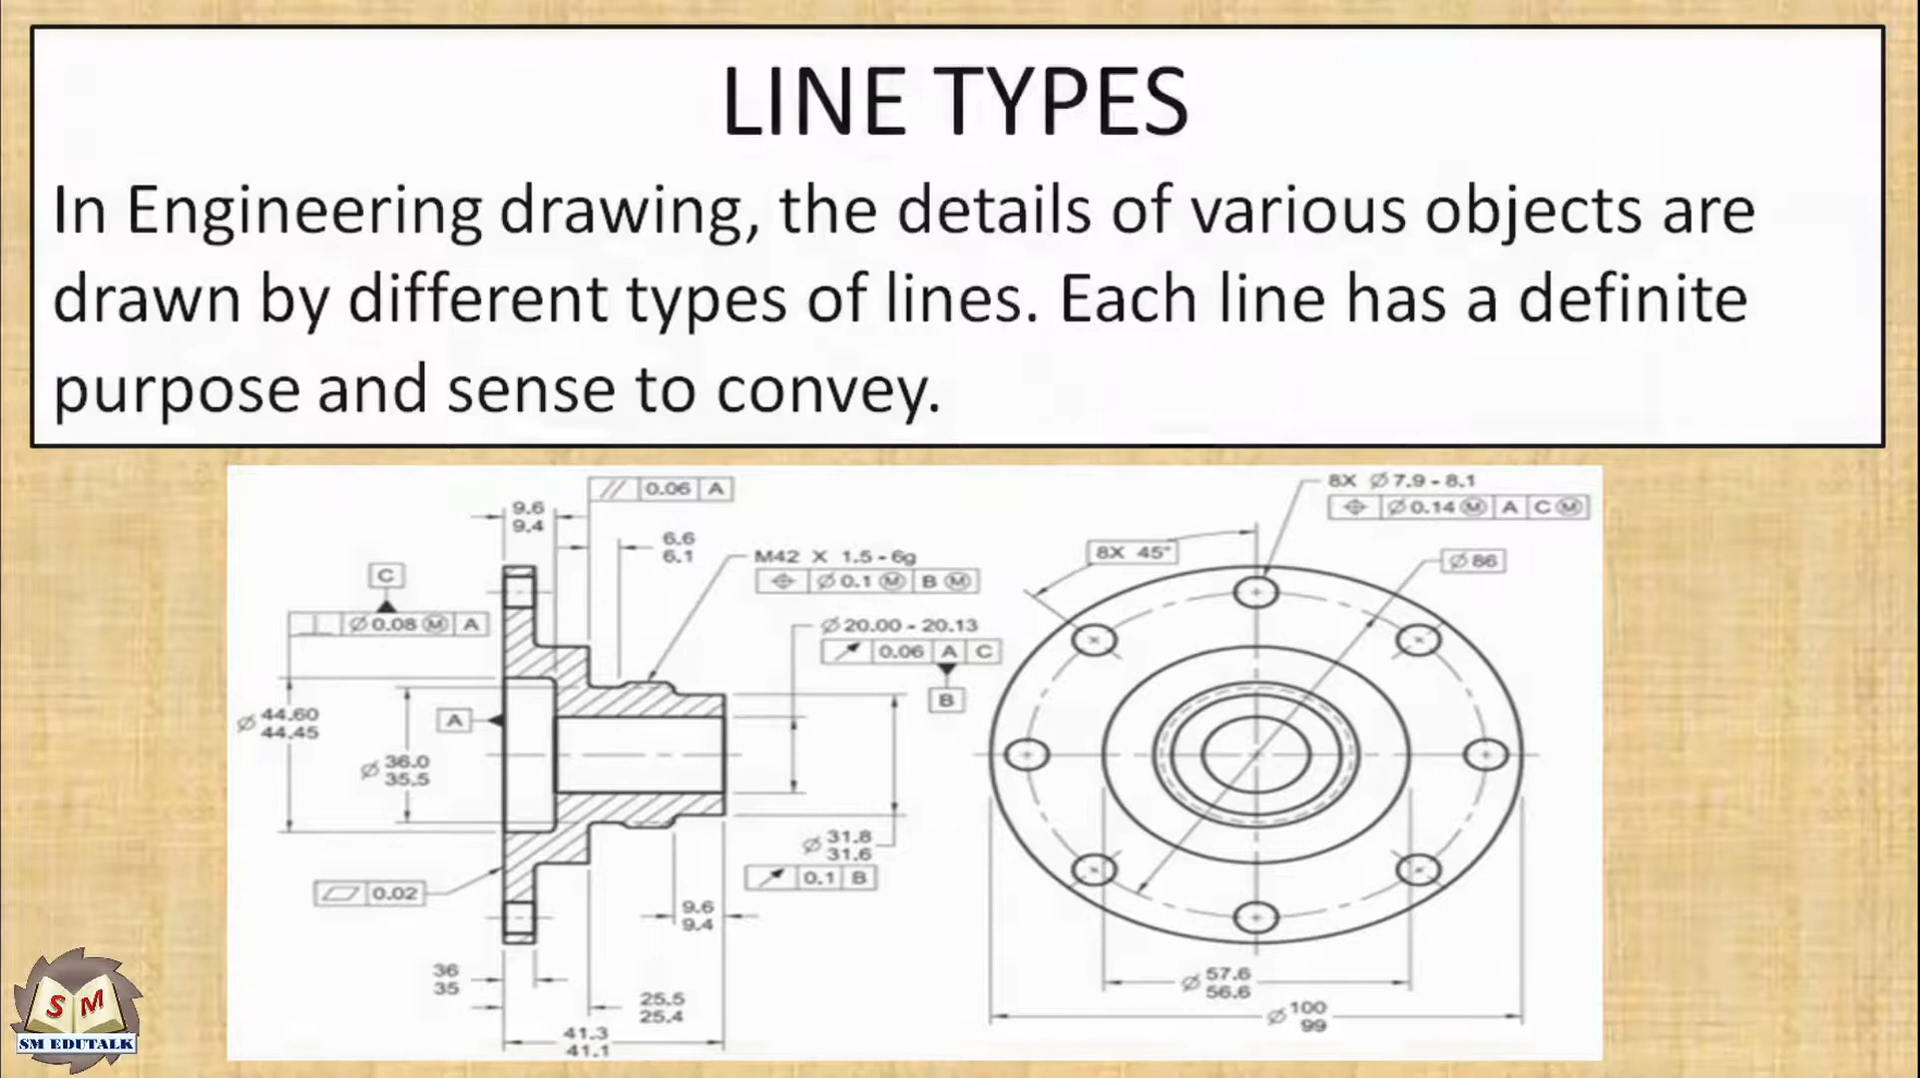 LINE TYPES
In Engineering drawing, the details of various objects are
drawn by different types of lines. Each line has a definite
purpose and sense to convey.
// 0.06 A
9.6
9.4
6.6
6.1
M42 X 1.5 - 6g
⌖ ∅0.1 Ⓜ B Ⓜ
C
⊥ ∅0.08 Ⓜ A
∅20.00 - 20.13
↗ 0.06 A C
B
A
∅ 44.60
44.45
∅ 36.0
35.5
∅ 31.8
31.6
↗ 0.1 B
▱ 0.02
9.6
9.4
36
35
25.5
25.4
41.3
41.1
8X ∅7.9 - 8.1
⌖ ∅0.14 Ⓜ A C Ⓜ
8X 45°
∅86
∅ 57.6
56.6
∅ 100
99
S M
SM EDUTALK